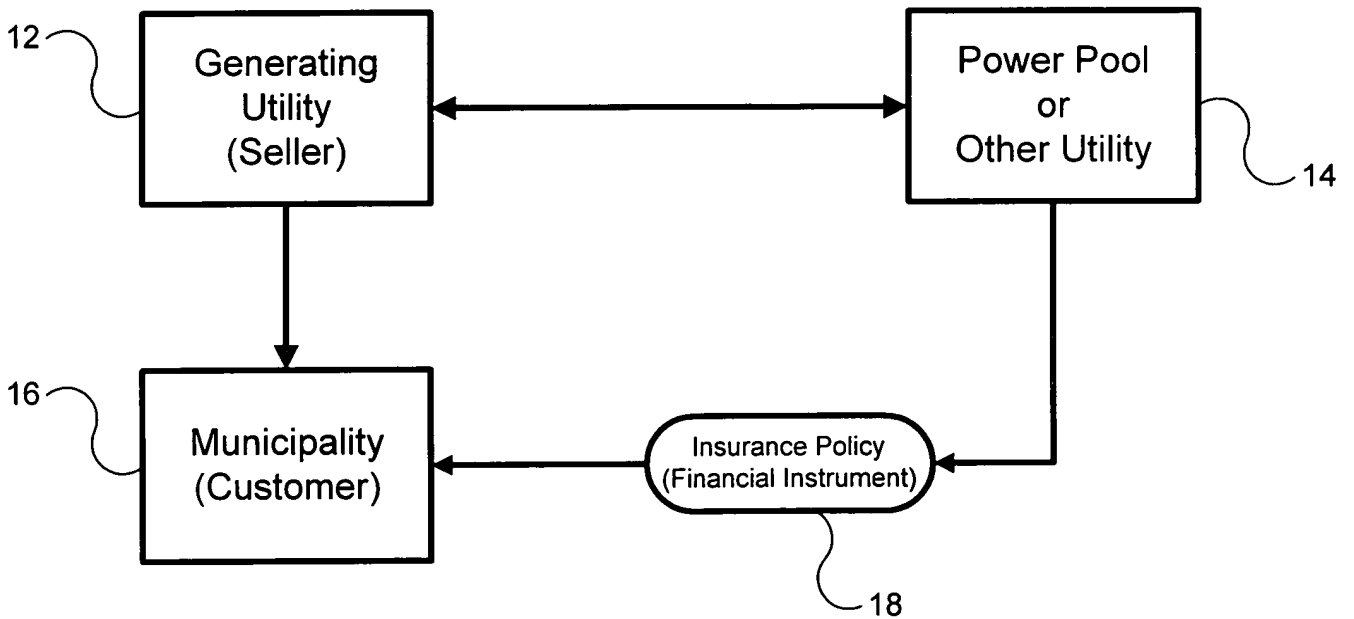 12
Generating
Utility
(Seller)
Power Pool
or
Other Utility
14
16
Municipality
(Customer)
Insurance Policy
(Financial Instrument)
18